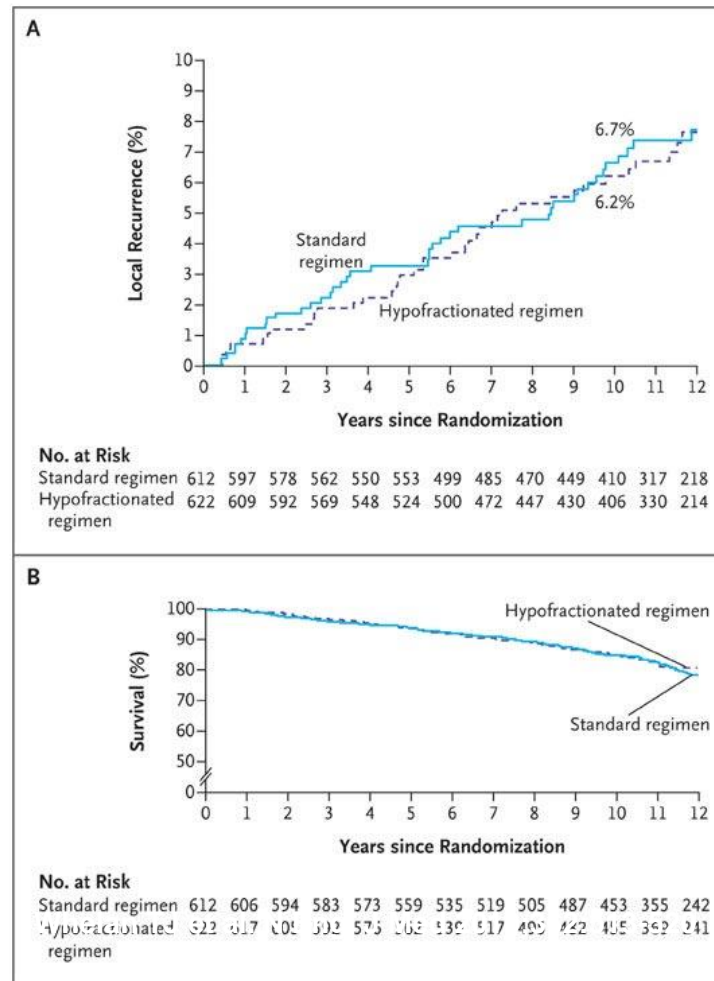 A
10
9
8
7
6
5
4
3
2
1
0
Local Recurrence (%)
6.7%
6.2%
Standard
regimen
Hypofractionated regimen
0 1 2 3 4 5 6 7 8 9 10 11 12
Years since Randomization
No. at Risk
Standard regimen 612 597 578 562 550 553 499 485 470 449 410 317 218
Hypofractionated 622 609 592 569 548 524 500 472 447 430 406 330 214
regimen
B
100
90
80
70
60
50
0
Survival (%)
Hypofractionated regimen
Standard regimen
0 1 2 3 4 5 6 7 8 9 10 11 12
Years since Randomization
No. at Risk
Standard regimen 612 606 594 583 573 559 535 519 505 487 453 355 242
Hypofractionated 622 241
regimen